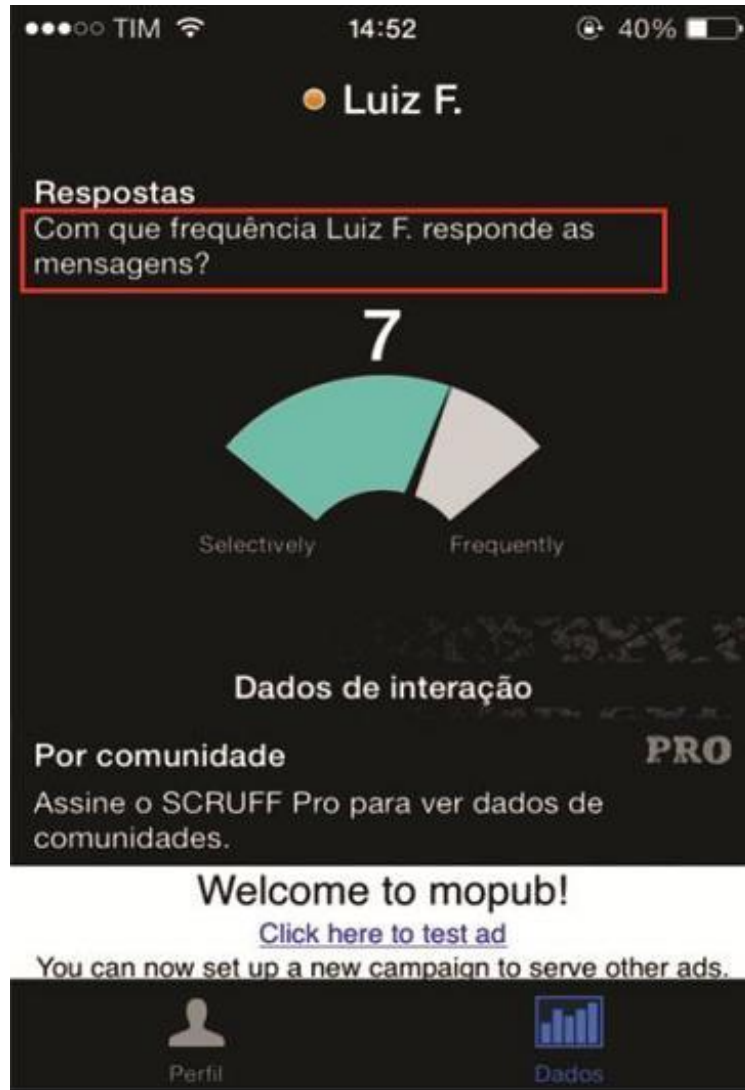 TIM 14:52 40%
Luiz F.
Respostas
Com que frequência Luiz F. responde as
mensagens?
7
Selectively Frequently
Dados de interação
Por comunidade PRO
Assine o SCRUFF Pro para ver dados de
comunidades.
Welcome to mopub!
Click here to test ad
You can now set up a new campaign to serve other ads.
Perfil Dados